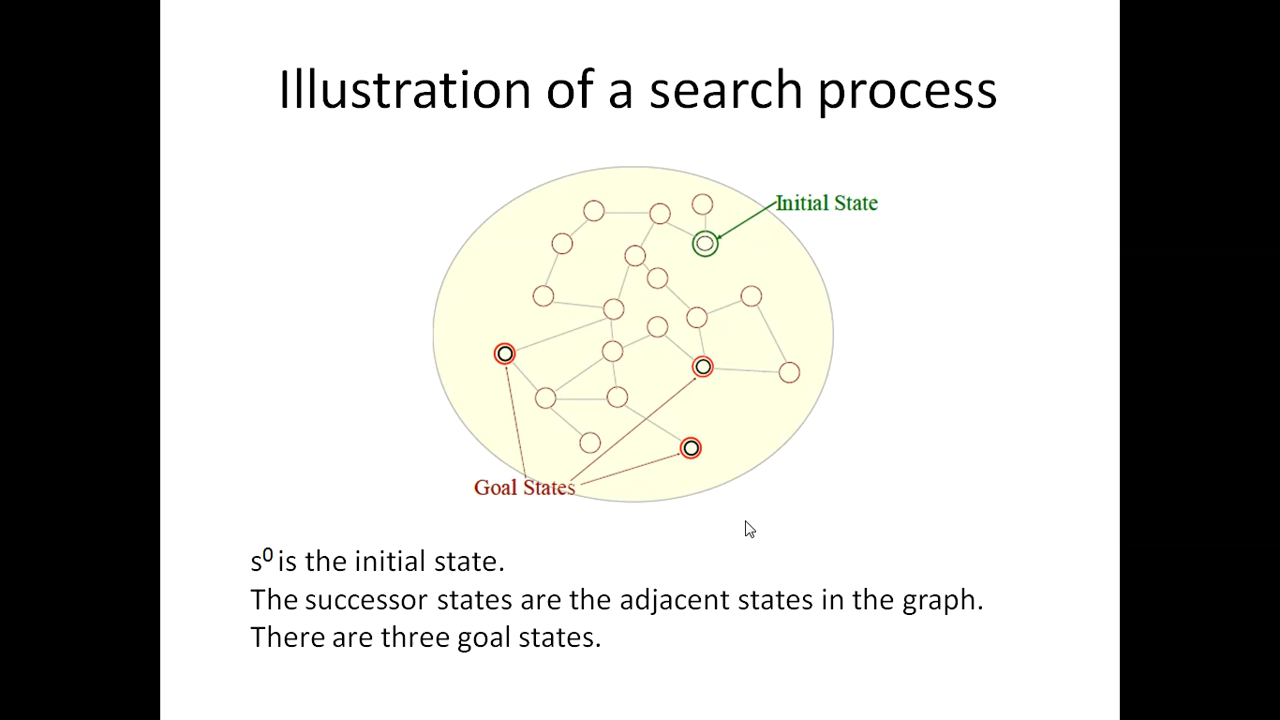 Illustration of a search process
Initial State
Goal States
s⁰ is the initial state.
The successor states are the adjacent states in the graph.
There are three goal states.